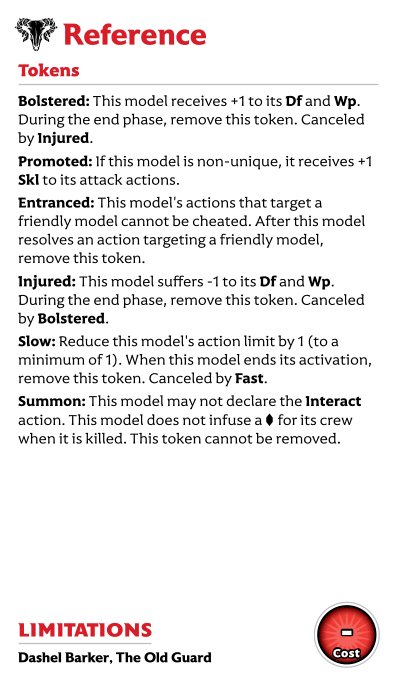 Reference
Tokens
Bolstered: This model receives +1 to its Df and Wp.
During the end phase, remove this token. Canceled
by Injured.
Promoted: If this model is non-unique, it receives +1
Skl to its attack actions.
Entranced: This model's actions that target a
friendly model cannot be cheated. After this model
resolves an action targeting a friendly model,
remove this token.
Injured: This model suffers -1 to its Df and Wp.
During the end phase, remove this token. Canceled
by Bolstered.
Slow: Reduce this model's action limit by 1 (to a
minimum of 1). When this model ends its activation,
remove this token. Canceled by Fast.
Summon: This model may not declare the Interact
action. This model does not infuse a for its crew
when it is killed. This token cannot be removed.
LIMITATIONS
Dashel Barker, The Old Guard
-
Cost